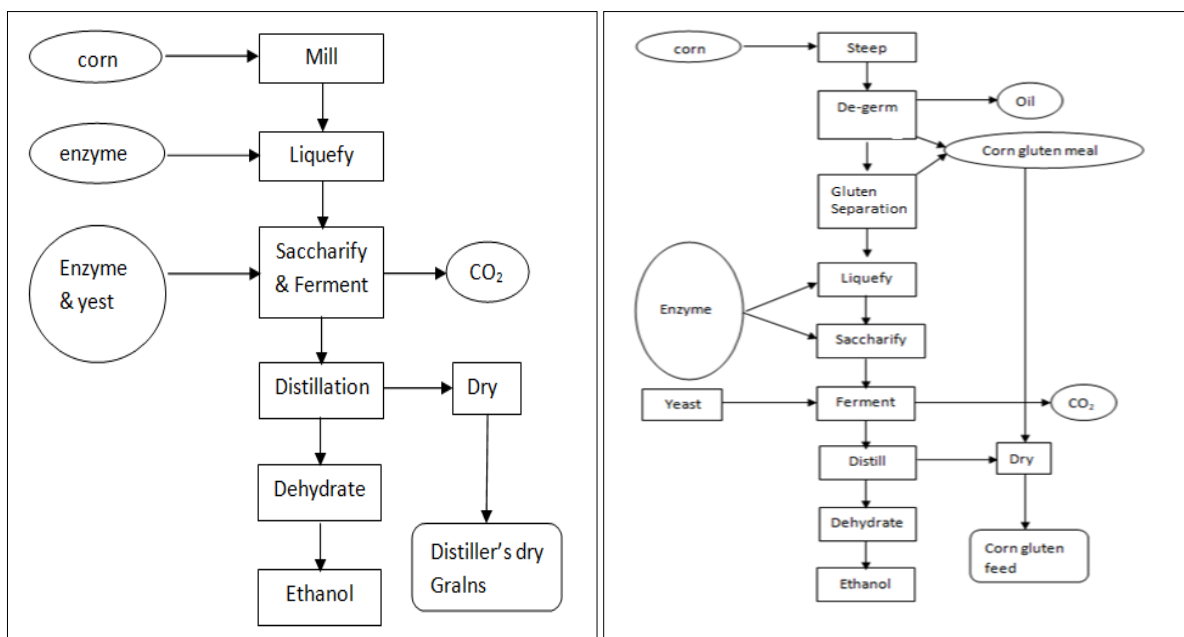 corn
Mill
enzyme
Liquefy
Enzyme
& yest
Saccharify
& Ferment
CO₂
Distillation
Dry
Dehydrate
Distiller's dry
Gralns
Ethanol
corn
Steep
De-germ
Oil
Corn gluten meal
Gluten
Separation
Enzyme
Liquefy
Saccharify
Yeast
Ferment
CO₂
Distill
Dry
Dehydrate
Corn gluten
feed
Ethanol